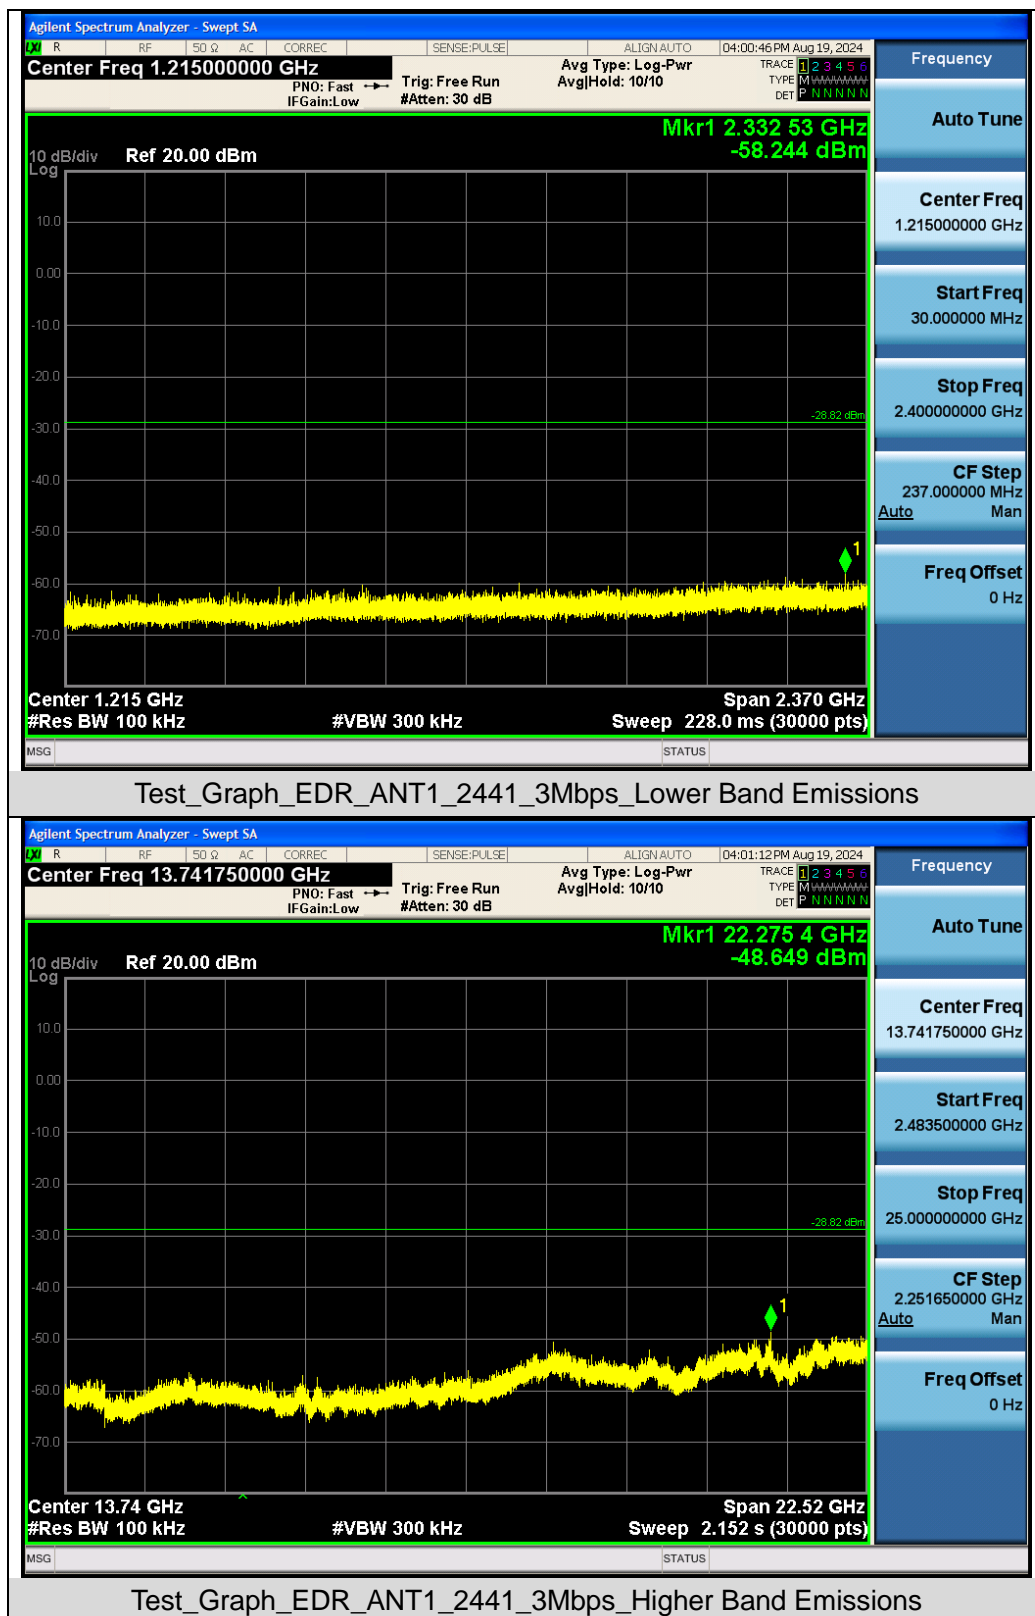 Agilent Spectrum Analyzer - Swept SA
LXI R RF 50 Ω AC CORREC SENSE:PULSE ALIGN AUTO 04:00:46 PM Aug 19, 2024
Center Freq 1.215000000 GHz
PNO: Fast
IFGain:Low
Trig: Free Run
#Atten: 30 dB
Avg Type: Log-Pwr
Avg|Hold: 10/10
TRACE 1 2 3 4 5 6
TYPE M W W W W W
DET P N N N N N
Mkr1 2.332 53 GHz
-58.244 dBm
10 dB/div Ref 20.00 dBm
Log
10.0
0.00
-10.0
-20.0
-28.82 dBm
-30.0
-40.0
-50.0
1
-60.0
-70.0
Center 1.215 GHz Span 2.370 GHz
#Res BW 100 kHz #VBW 300 kHz Sweep 228.0 ms (30000 pts)
MSG STATUS
Frequency
Auto Tune
Center Freq
1.215000000 GHz
Start Freq
30.000000 MHz
Stop Freq
2.400000000 GHz
CF Step
237.000000 MHz
Auto Man
Freq Offset
0 Hz
Test_Graph_EDR_ANT1_2441_3Mbps_Lower Band Emissions
Agilent Spectrum Analyzer - Swept SA
LXI R RF 50 Ω AC CORREC SENSE:PULSE ALIGN AUTO 04:01:12 PM Aug 19, 2024
Center Freq 13.741750000 GHz
PNO: Fast
IFGain:Low
Trig: Free Run
#Atten: 30 dB
Avg Type: Log-Pwr
Avg|Hold: 10/10
TRACE 1 2 3 4 5 6
TYPE M W W W W W
DET P N N N N N
Mkr1 22.275 4 GHz
-48.649 dBm
10 dB/div Ref 20.00 dBm
Log
10.0
0.00
-10.0
-20.0
-28.82 dBm
-30.0
-40.0
1
-50.0
-60.0
-70.0
Center 13.74 GHz Span 22.52 GHz
#Res BW 100 kHz #VBW 300 kHz Sweep 2.152 s (30000 pts)
MSG STATUS
Frequency
Auto Tune
Center Freq
13.741750000 GHz
Start Freq
2.483500000 GHz
Stop Freq
25.000000000 GHz
CF Step
2.251650000 GHz
Auto Man
Freq Offset
0 Hz
Test_Graph_EDR_ANT1_2441_3Mbps_Higher Band Emissions